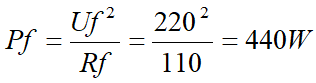 Pf = Uf² / Rf = 220² / 110 = 440W